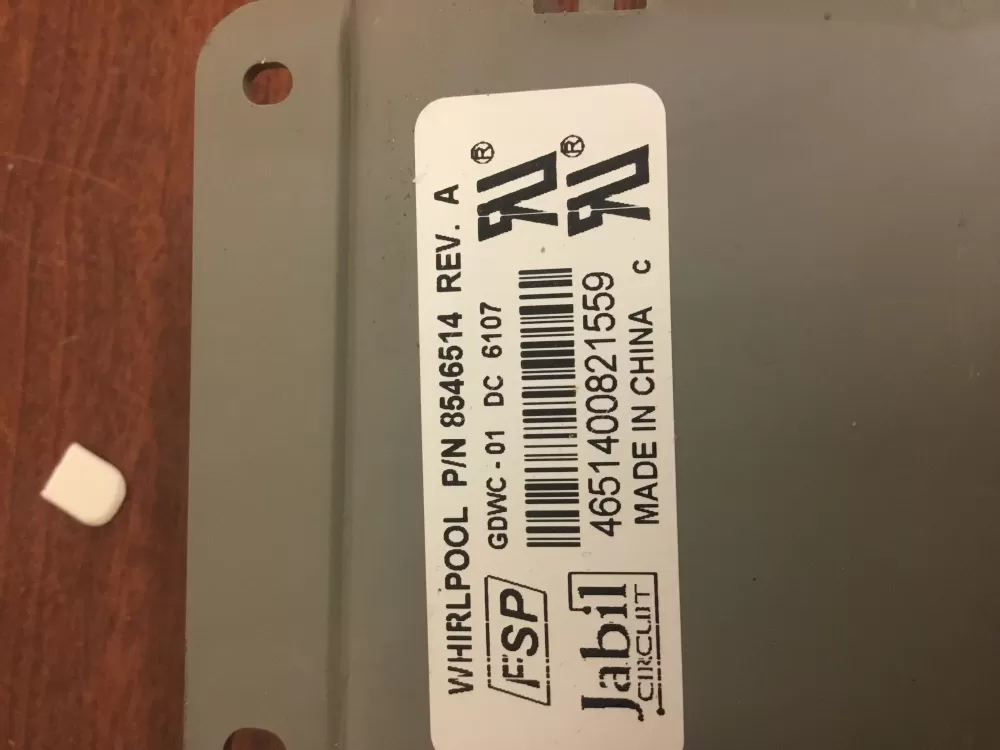 WHIRLPOOL P/N 8546514 REV. A
FSP
GDWC - 01 DC 6107
®
Jabil
CIRCUIT
4651400821559
MADE IN CHINA C
®